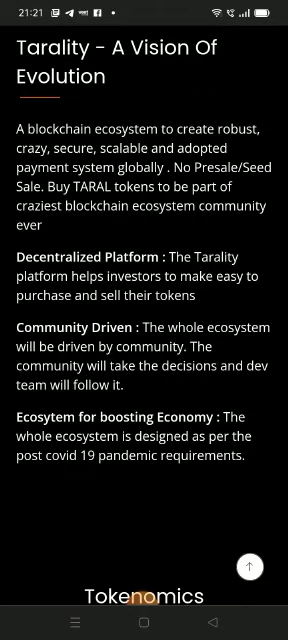 21:21
Tarality - A Vision Of
Evolution
A blockchain ecosystem to create robust,
crazy, secure, scalable and adopted
payment system globally . No Presale/Seed
Sale. Buy TARAL tokens to be part of
craziest blockchain ecosystem community
ever
Decentralized Platform : The Tarality
platform helps investors to make easy to
purchase and sell their tokens
Community Driven : The whole ecosystem
will be driven by community. The
community will take the decisions and dev
team will follow it.
Ecosytem for boosting Economy : The
whole ecosystem is designed as per the
post covid 19 pandemic requirements.
Tokenomics